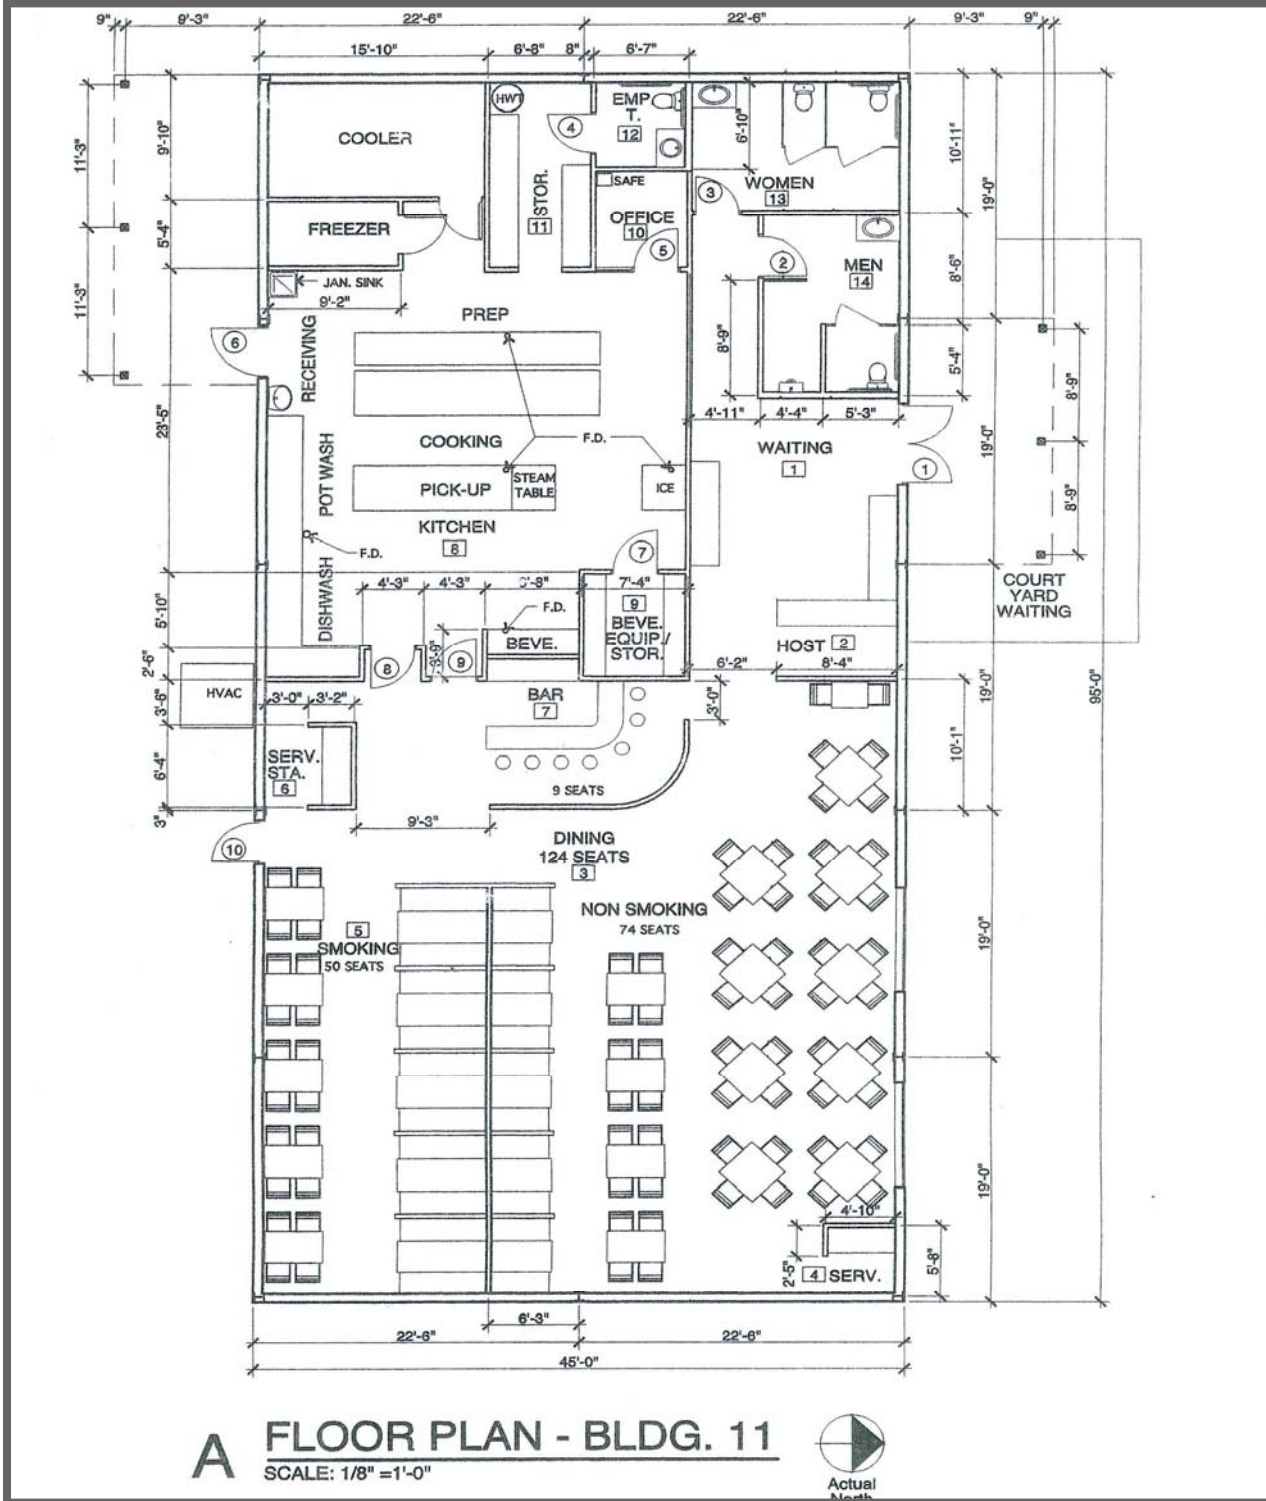 9"
9'-3"
22'-6"
22'-6"
9'-3"
9"
15'-10"
6'-8"
8"
6'-7"
HWT
EMP
T.
12
4
COOLER
9'-10"
11'-3"
6'-10"
10'-11"
19'-0"
SAFE
WOMEN
13
3
STOR.
11
OFFICE
10
5
FREEZER
5'-4"
2
MEN
14
8'-6"
JAN. SINK
9'-2"
11'-3"
PREP
6
RECEIVING
8'-9"
5'-4"
8'-9"
23'-5"
4'-11"
4'-4"
5'-3"
COOKING
F.D.
WAITING
1
1
19'-0"
POT WASH
PICK-UP
STEAM
TABLE
ICE
8'-9"
KITCHEN
8
F.D.
7
DISHWASH
4'-3"
4'-3"
7'-4"
COURT
YARD
WAITING
5'-10"
F.D.
9
BEVE.
EQUIP./
STOR.
BEVE.
HOST
2
2'-6"
8
3'-9"
9
6'-2"
8'-4"
HVAC
3'-6"
3'-0"
3'-2"
BAR
7
3'-0"
19'-0"
95'-0"
10'-1"
SERV.
STA.
6
6'-4"
9 SEATS
3"
9'-3"
10
DINING
124 SEATS
3
NON SMOKING
74 SEATS
5
SMOKING
50 SEATS
19'-0"
19'-0"
4'-10"
2'-5"
4
SERV.
5'-8"
6'-3"
22'-6"
22'-6"
45'-0"
A
FLOOR PLAN - BLDG. 11
SCALE: 1/8" =1'-0"
Actual
North